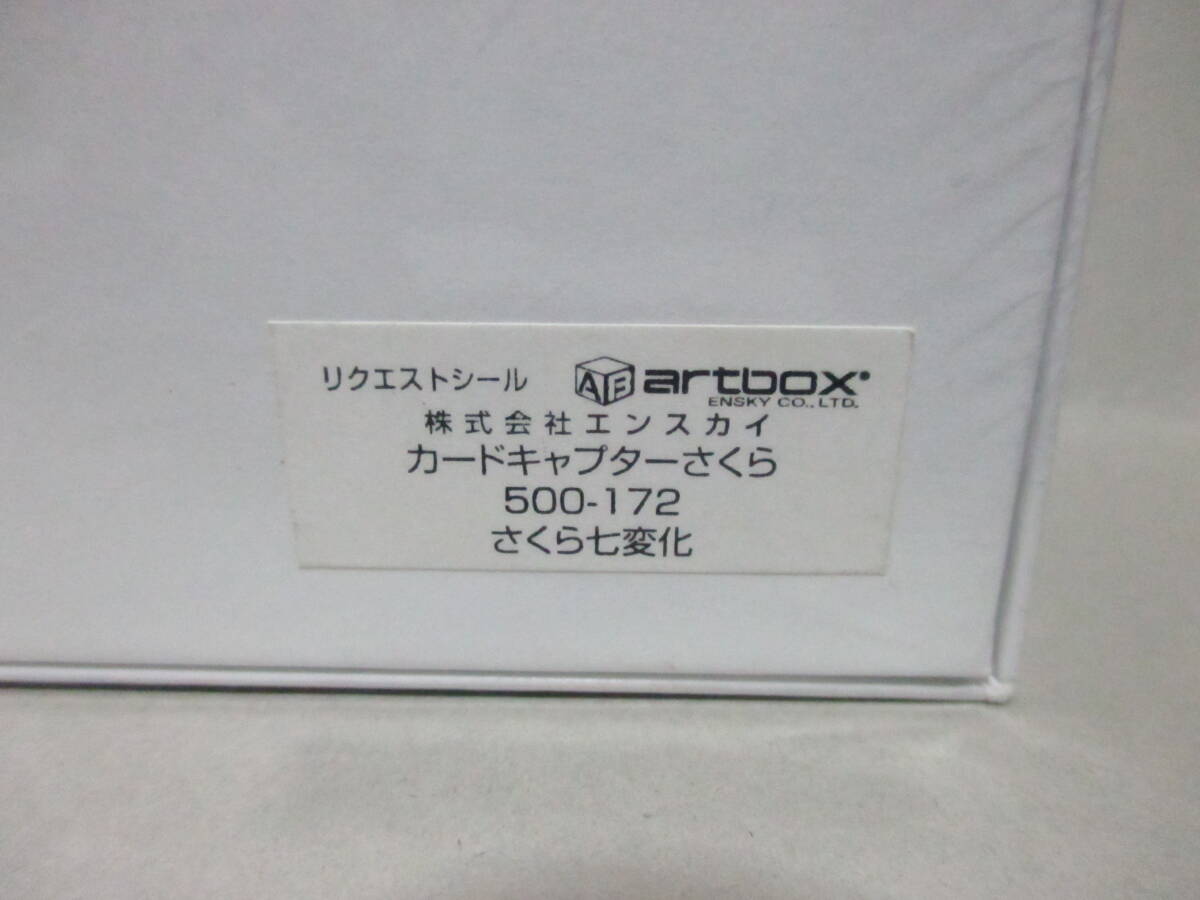 リクエストシール AB artbox
ENSKY CO., LTD.
株式会社エンスカイ
カードキャプターさくら
500-172
さくら七変化